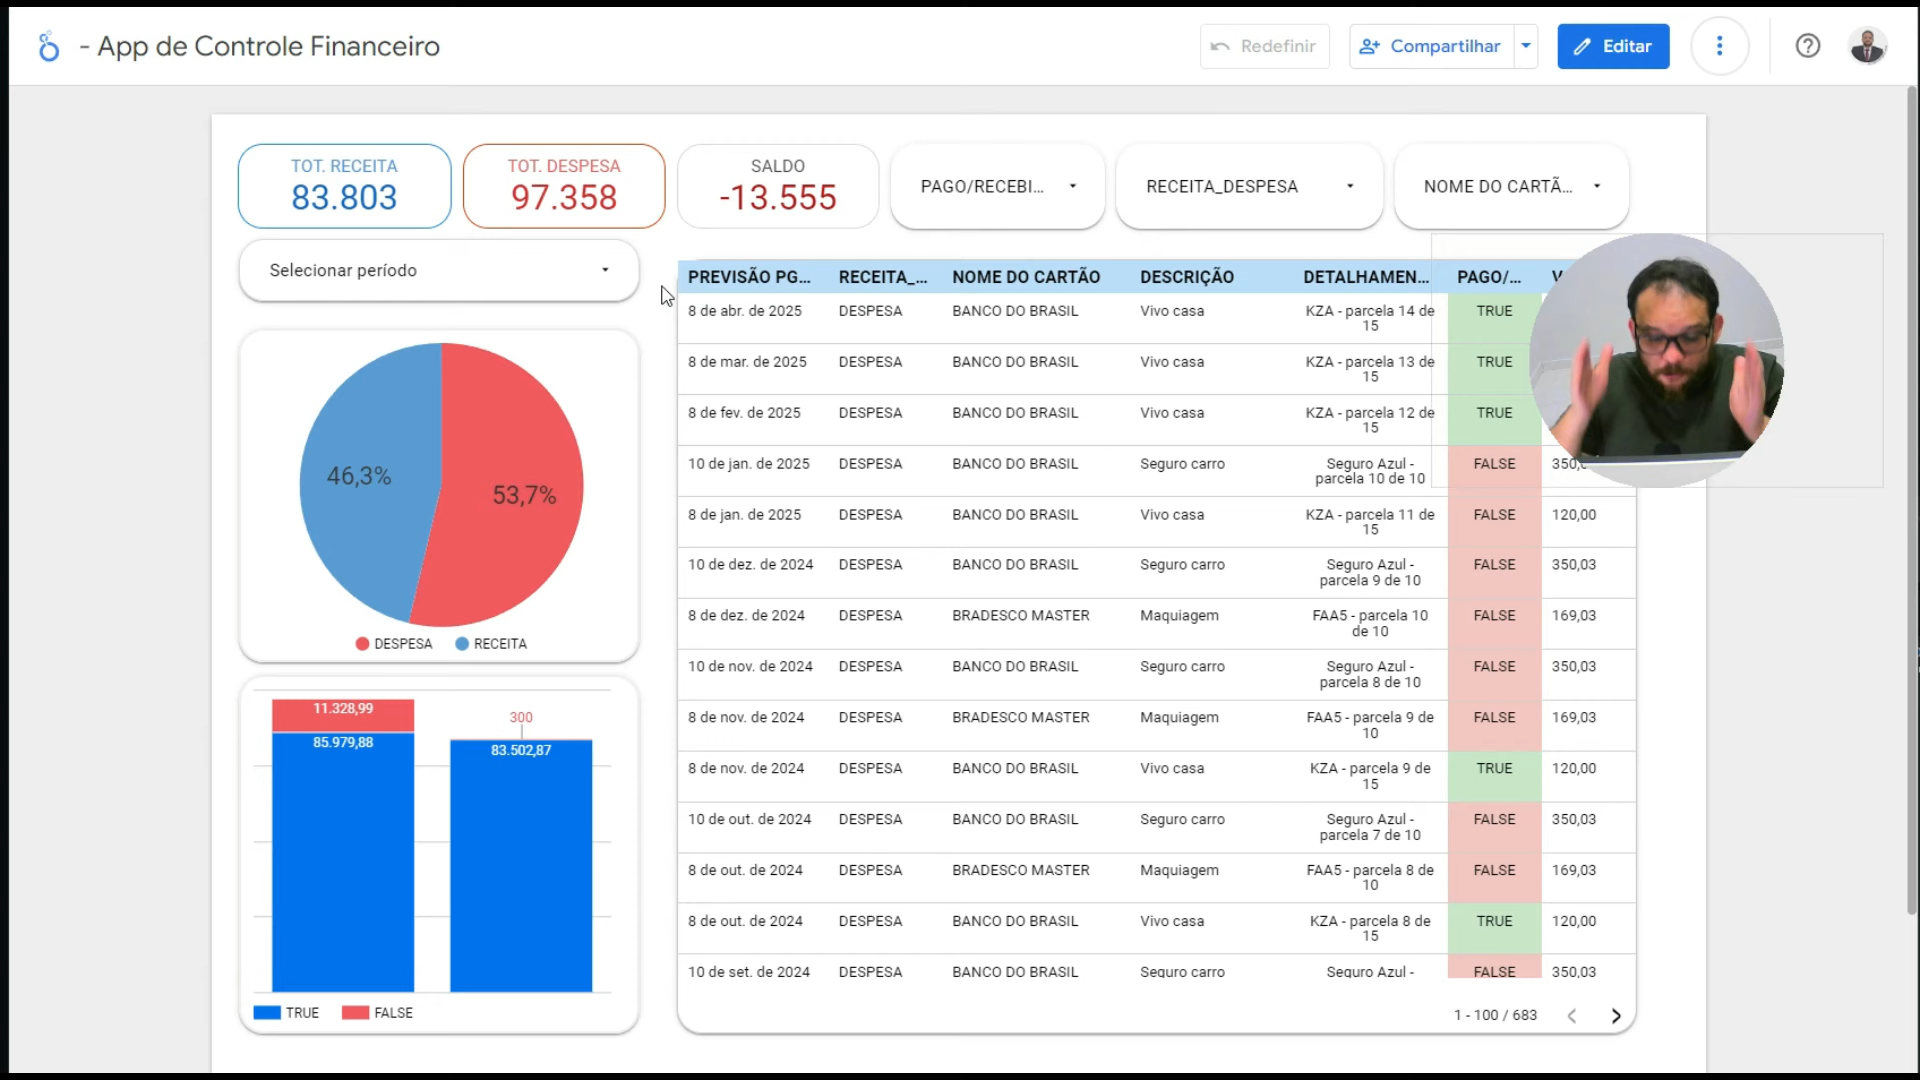 - App de Controle Financeiro
Redefinir
Compartilhar
Editar
TOT. RECEITA
83.803
TOT. DESPESA
97.358
SALDO
-13.555
PAGO/RECEBI...
RECEITA_DESPESA
NOME DO CARTÃ...
Selecionar período
46,3%
53,7%
DESPESA RECEITA
11.328,99
85.979,88
300
83.502,87
TRUE FALSE
PREVISÃO PG... RECEITA_... NOME DO CARTÃO DESCRIÇÃO DETALHAMEN... PAGO/... V
8 de abr. de 2025 DESPESA BANCO DO BRASIL Vivo casa KZA - parcela 14 de TRUE
15
8 de mar. de 2025 DESPESA BANCO DO BRASIL Vivo casa KZA - parcela 13 de TRUE
15
8 de fev. de 2025 DESPESA BANCO DO BRASIL Vivo casa KZA - parcela 12 de TRUE
15
10 de jan. de 2025 DESPESA BANCO DO BRASIL Seguro carro Seguro Azul - FALSE 350,
parcela 10 de 10
8 de jan. de 2025 DESPESA BANCO DO BRASIL Vivo casa KZA - parcela 11 de FALSE 120,00
15
10 de dez. de 2024 DESPESA BANCO DO BRASIL Seguro carro Seguro Azul - FALSE 350,03
parcela 9 de 10
8 de dez. de 2024 DESPESA BRADESCO MASTER Maquiagem FAA5 - parcela 10 FALSE 169,03
de 10
10 de nov. de 2024 DESPESA BANCO DO BRASIL Seguro carro Seguro Azul - FALSE 350,03
parcela 8 de 10
8 de nov. de 2024 DESPESA BRADESCO MASTER Maquiagem FAA5 - parcela 9 de FALSE 169,03
10
8 de nov. de 2024 DESPESA BANCO DO BRASIL Vivo casa KZA - parcela 9 de TRUE 120,00
15
10 de out. de 2024 DESPESA BANCO DO BRASIL Seguro carro Seguro Azul - FALSE 350,03
parcela 7 de 10
8 de out. de 2024 DESPESA BRADESCO MASTER Maquiagem FAA5 - parcela 8 de FALSE 169,03
10
8 de out. de 2024 DESPESA BANCO DO BRASIL Vivo casa KZA - parcela 8 de TRUE 120,00
15
10 de set. de 2024 DESPESA BANCO DO BRASIL Seguro carro Seguro Azul - FALSE 350,03
1 - 100 / 683